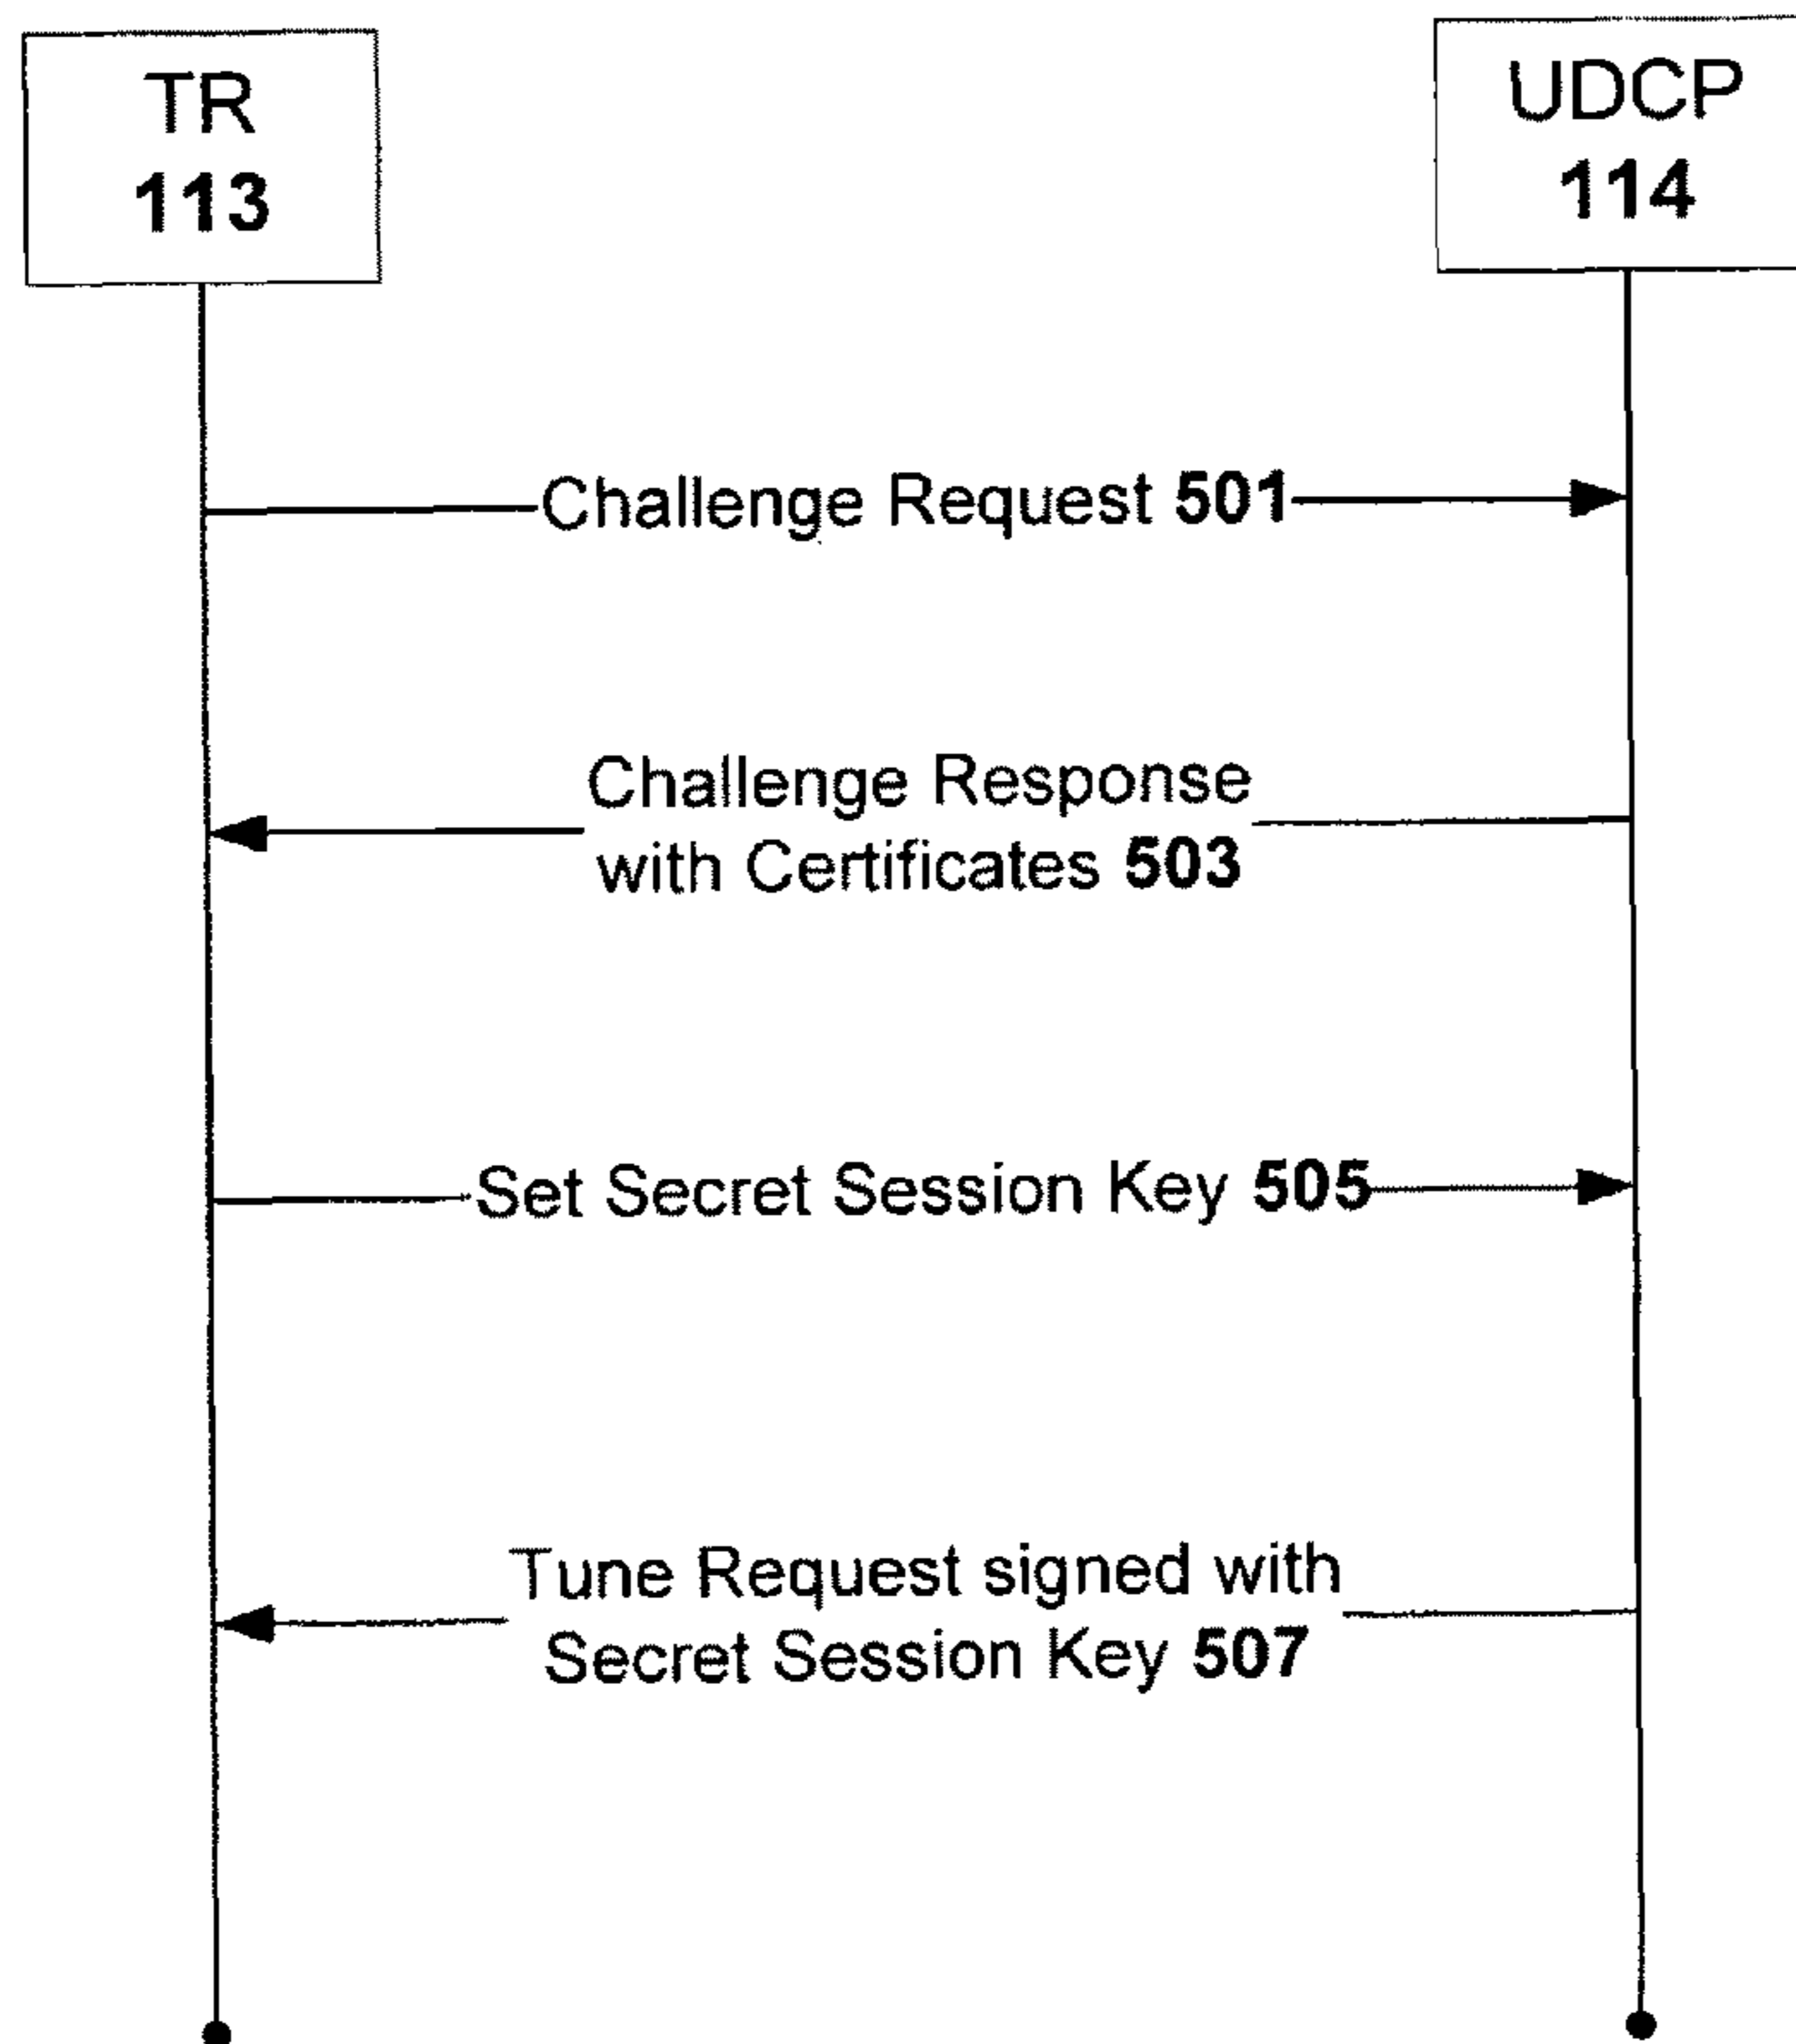 TR
113
UDCP
114
Challenge Request 501
Challenge Response
with Certificates 503
Set Secret Session Key 505
Tune Request signed with
Secret Session Key 507